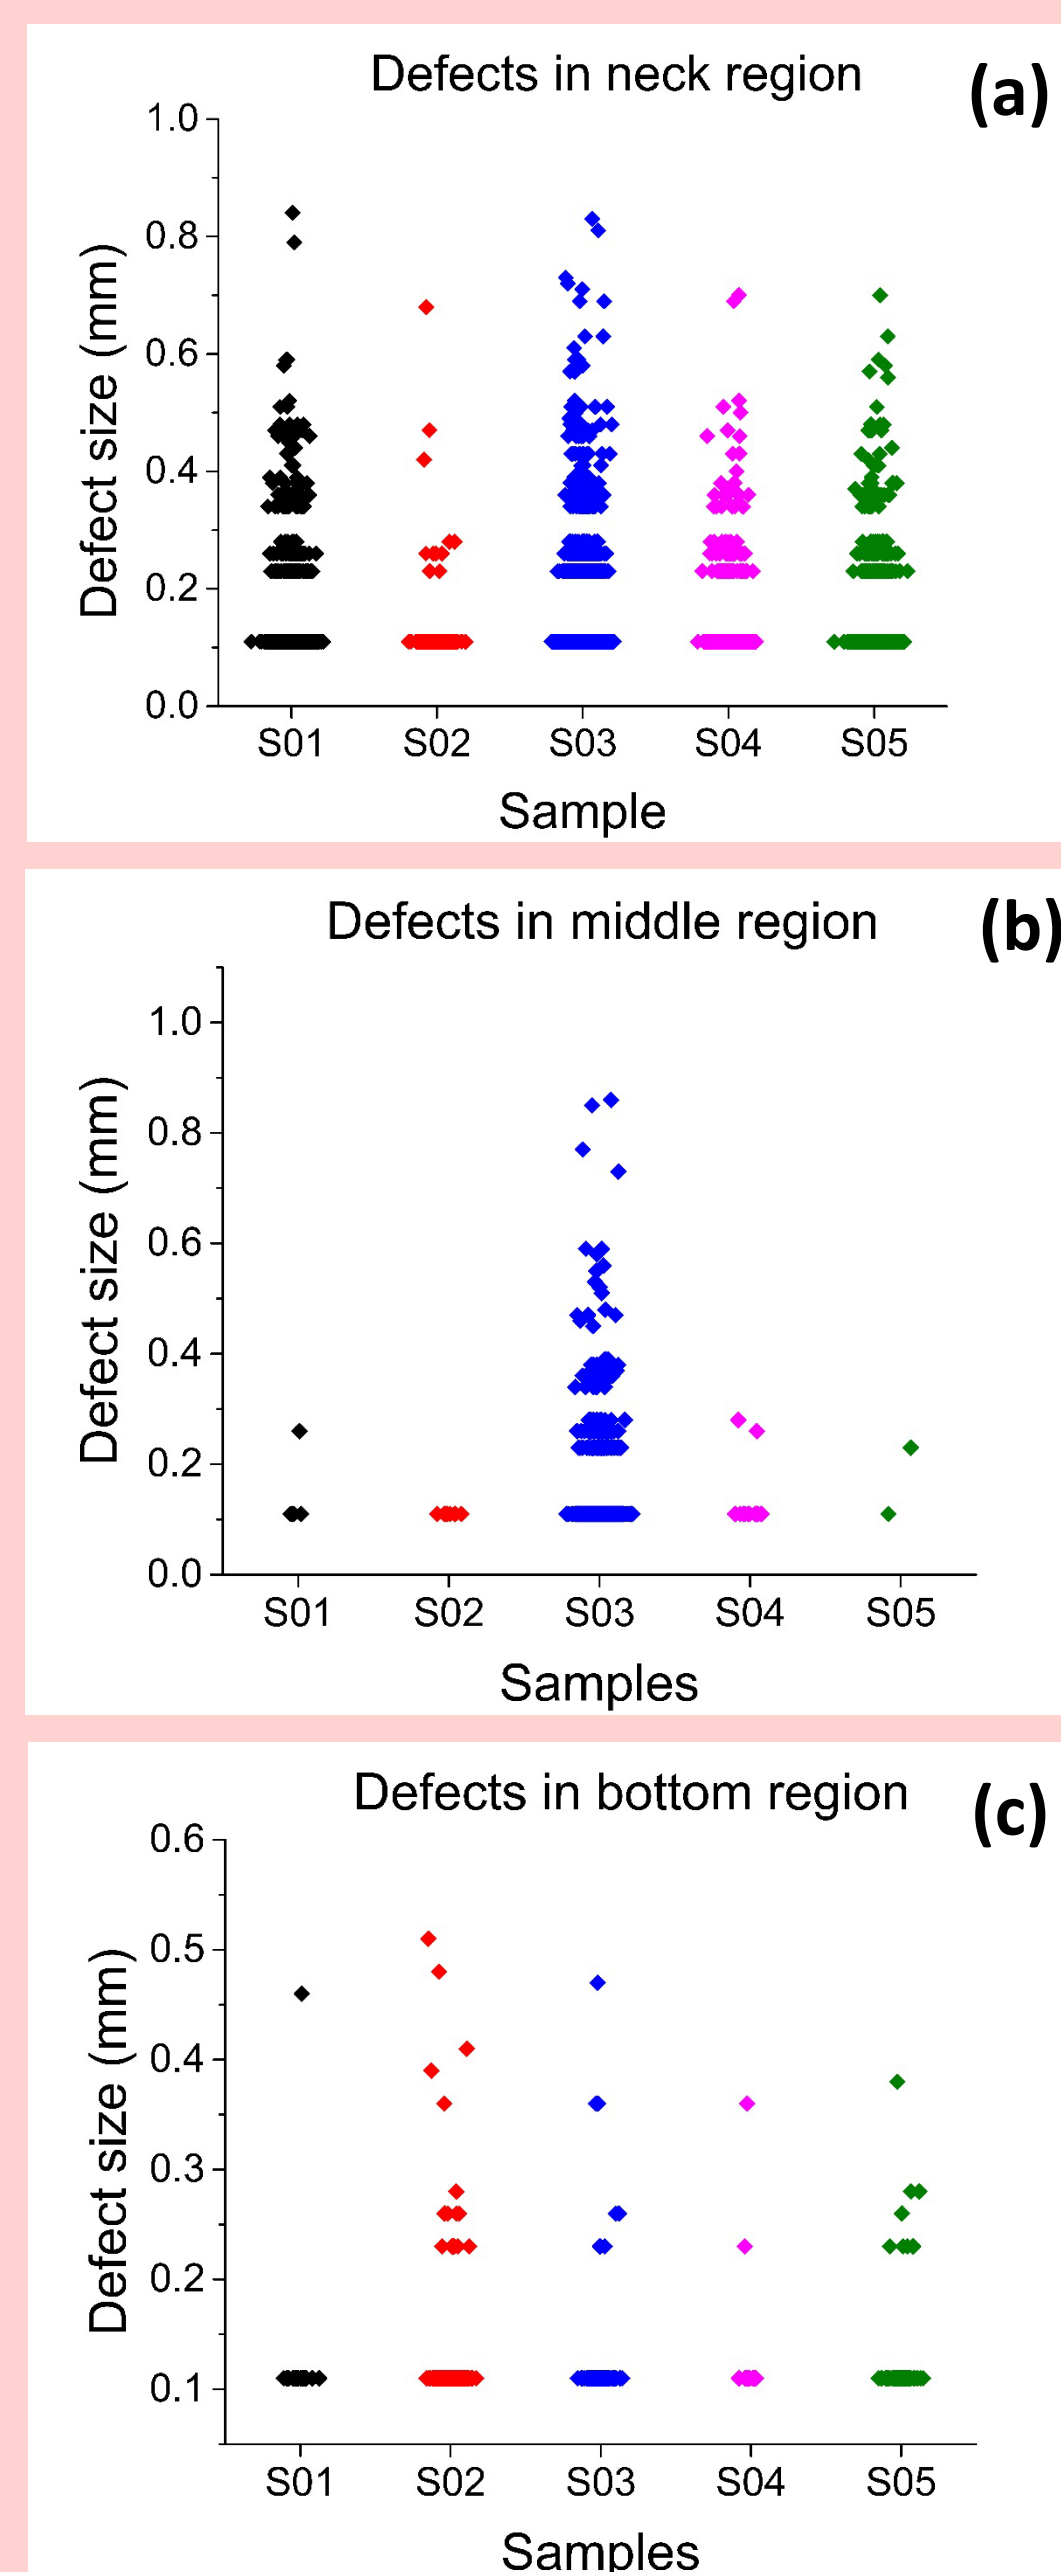 Defects in neck region
(a)
Defect size (mm)
1.0
0.8
0.6
0.4
0.2
0.0
S01 S02 S03 S04 S05
Sample
Defects in middle region
(b)
Defect size (mm)
1.0
0.8
0.6
0.4
0.2
0.0
S01 S02 S03 S04 S05
Samples
Defects in bottom region
(c)
Defect size (mm)
0.6
0.5
0.4
0.3
0.2
0.1
S01 S02 S03 S04 S05
Samples